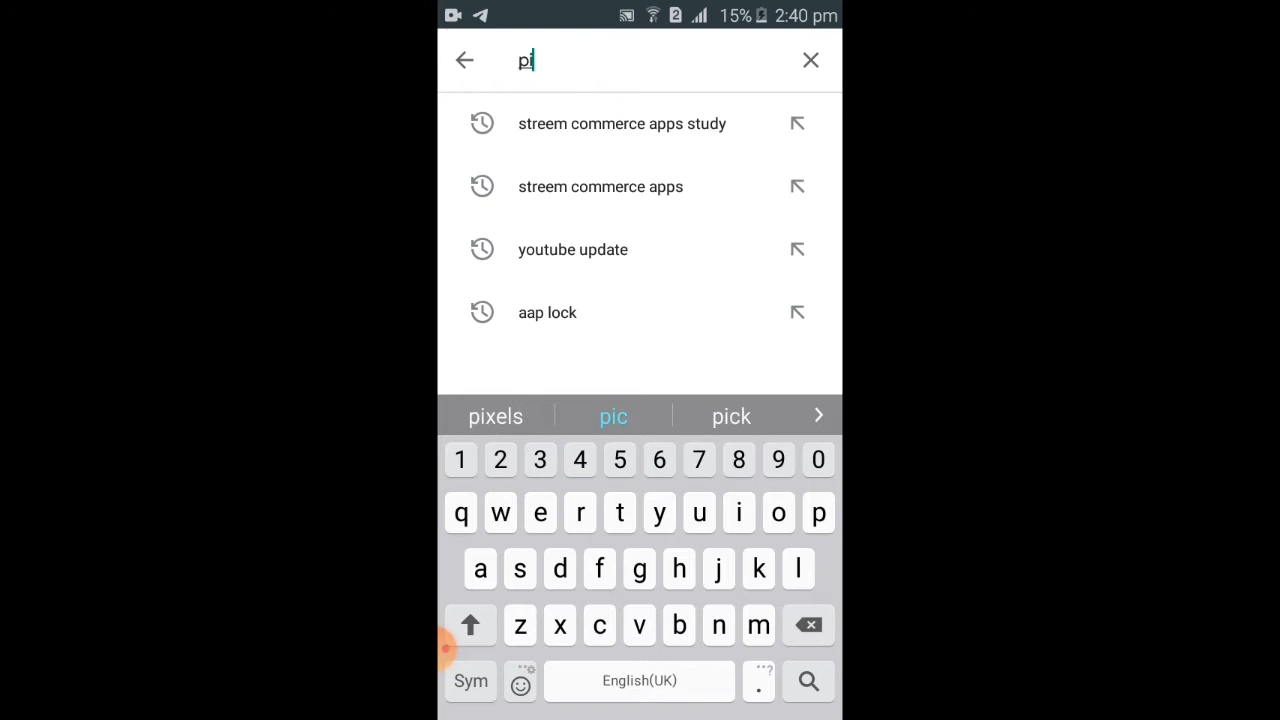 2 15% 2:40 pm
pi
streem commerce apps study
streem commerce apps
youtube update
aap lock
pixels pic pick
1 2 3 4 5 6 7 8 9 0
q w e r t y u i o p
a s d f g h j k l
z x c v b n m
Sym English(UK) . ?